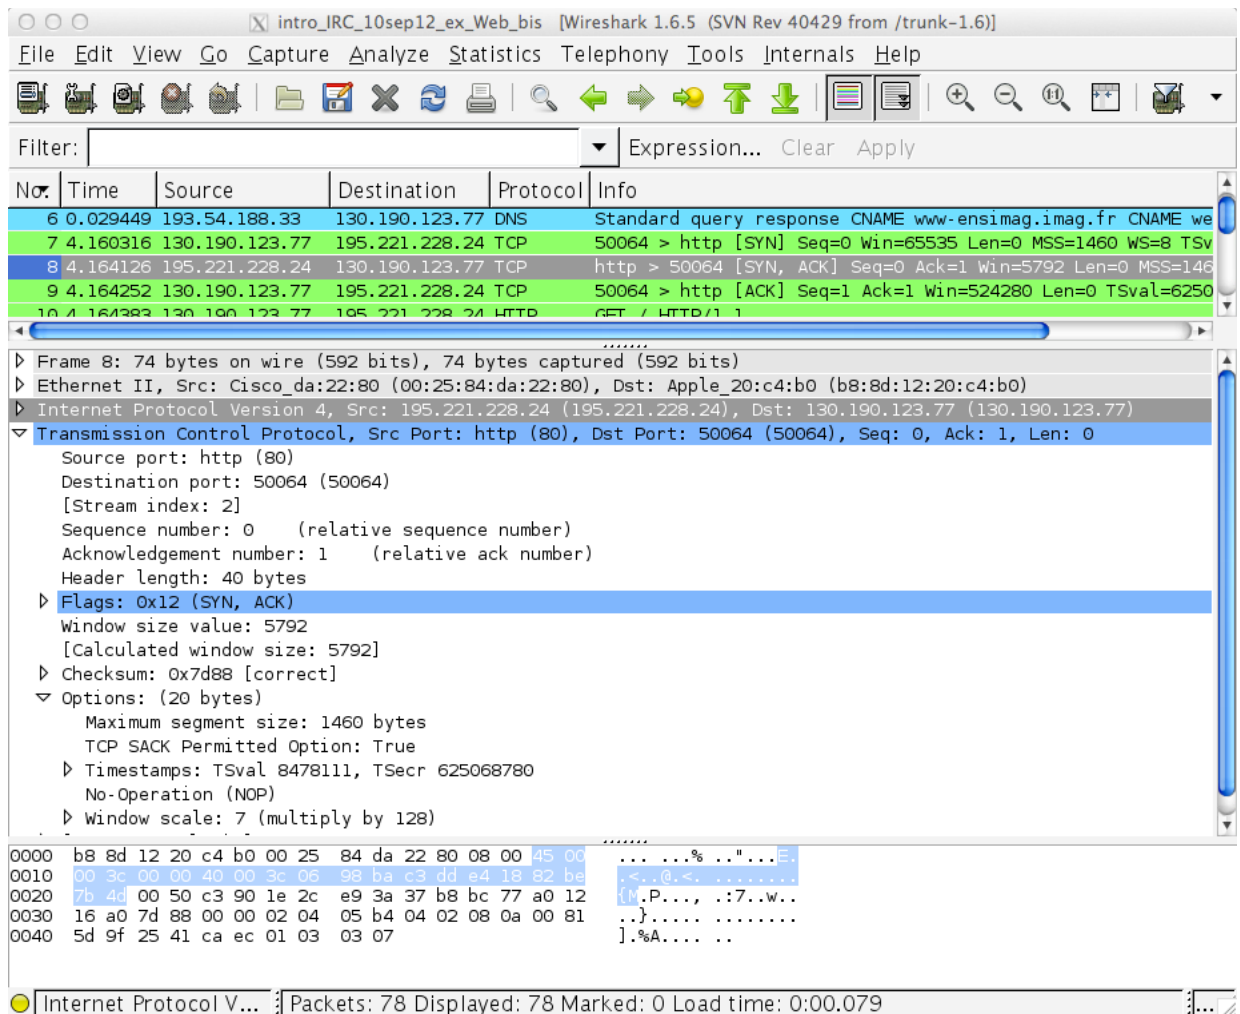 intro_IRC_10sep12_ex_Web_bis [Wireshark 1.6.5 (SVN Rev 40429 from /trunk-1.6)]
File Edit View Go Capture Analyze Statistics Telephony Tools Internals Help
Filter: Expression... Clear Apply
No. Time Source Destination Protocol Info
6 0.029449 193.54.188.33 130.190.123.77 DNS Standard query response CNAME www-ensimag.imag.fr CNAME we
7 4.160316 130.190.123.77 195.221.228.24 TCP 50064 > http [SYN] Seq=0 Win=65535 Len=0 MSS=1460 WS=8 TSv
8 4.164126 195.221.228.24 130.190.123.77 TCP http > 50064 [SYN, ACK] Seq=0 Ack=1 Win=5792 Len=0 MSS=146
9 4.164252 130.190.123.77 195.221.228.24 TCP 50064 > http [ACK] Seq=1 Ack=1 Win=524280 Len=0 TSval=6250
10 4.164383 130.190.123.77 195.221.228.24 HTTP GET / HTTP/1.1
Frame 8: 74 bytes on wire (592 bits), 74 bytes captured (592 bits)
Ethernet II, Src: Cisco_da:22:80 (00:25:84:da:22:80), Dst: Apple_20:c4:b0 (b8:8d:12:20:c4:b0)
Internet Protocol Version 4, Src: 195.221.228.24 (195.221.228.24), Dst: 130.190.123.77 (130.190.123.77)
Transmission Control Protocol, Src Port: http (80), Dst Port: 50064 (50064), Seq: 0, Ack: 1, Len: 0
Source port: http (80)
Destination port: 50064 (50064)
[Stream index: 2]
Sequence number: 0 (relative sequence number)
Acknowledgement number: 1 (relative ack number)
Header length: 40 bytes
Flags: 0x12 (SYN, ACK)
Window size value: 5792
[Calculated window size: 5792]
Checksum: 0x7d88 [correct]
Options: (20 bytes)
Maximum segment size: 1460 bytes
TCP SACK Permitted Option: True
Timestamps: TSval 8478111, TSecr 625068780
No-Operation (NOP)
Window scale: 7 (multiply by 128)
0000 b8 8d 12 20 c4 b0 00 25 84 da 22 80 08 00 45 00 ... ...% .."...E.
0010 00 3c 00 00 40 00 3c 06 98 ba c3 dd e4 18 82 be .<..@.<. ........
0020 7b 4d 00 50 c3 90 1e 2c e9 3a 37 b8 bc 77 a0 12 {M.P..., .:7..w..
0030 16 a0 7d 88 00 00 02 04 05 b4 04 02 08 0a 00 81 ..}..... ........
0040 5d 9f 25 41 ca ec 01 03 03 07 ].%A.... ..
Internet Protocol V... Packets: 78 Displayed: 78 Marked: 0 Load time: 0:00.079 ...